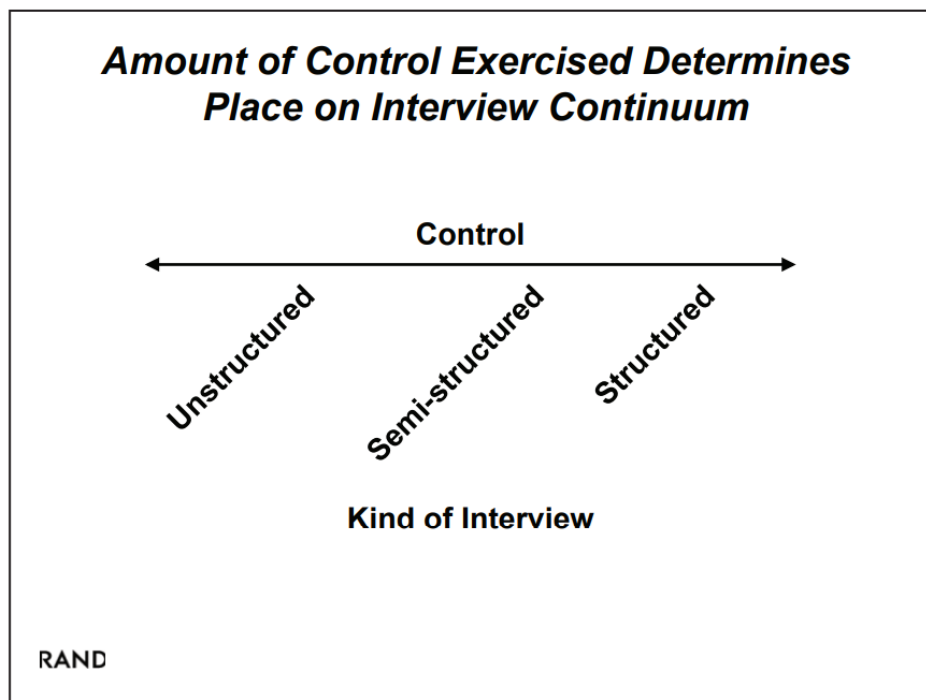 Amount of Control Exercised Determines
Place on Interview Continuum
Control
Unstructured
Semi-structured
Structured
Kind of Interview
RAND